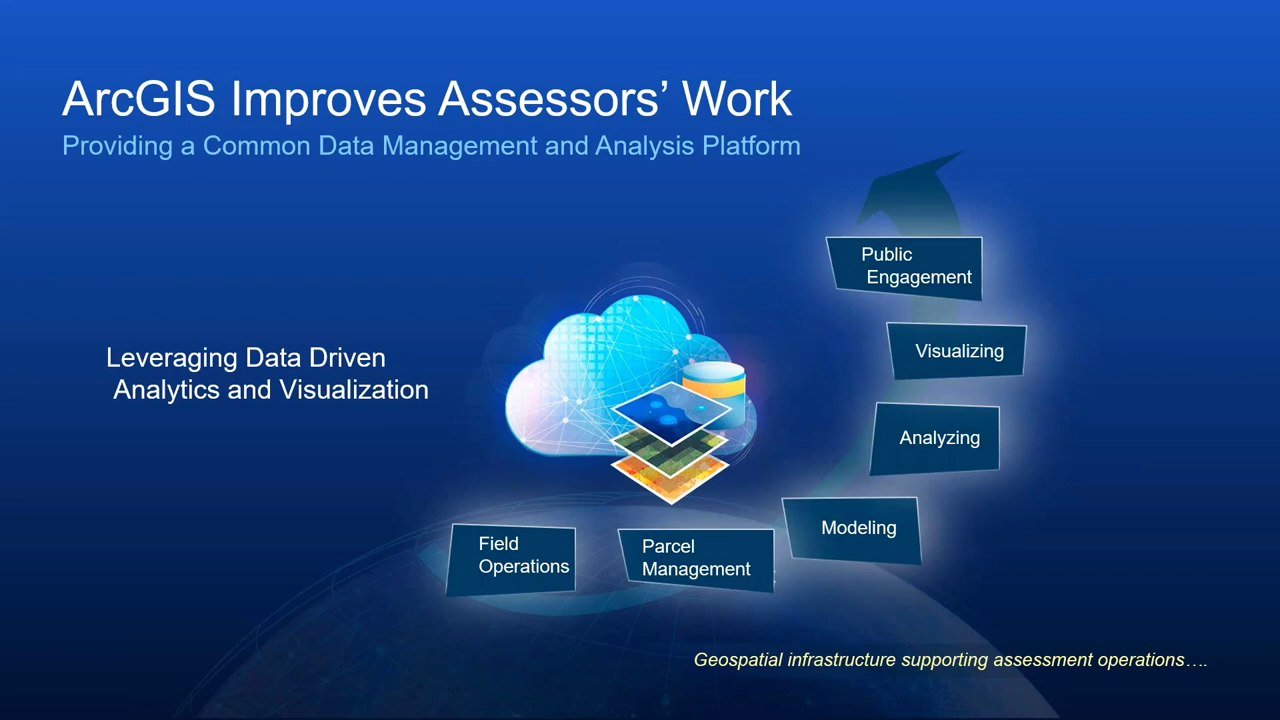 ArcGIS Improves Assessors’ Work
Providing a Common Data Management and Analysis Platform
Leveraging Data Driven
Analytics and Visualization
Public
Engagement
Visualizing
Analyzing
Modeling
Field
Operations
Parcel
Management
Geospatial infrastructure supporting assessment operations….